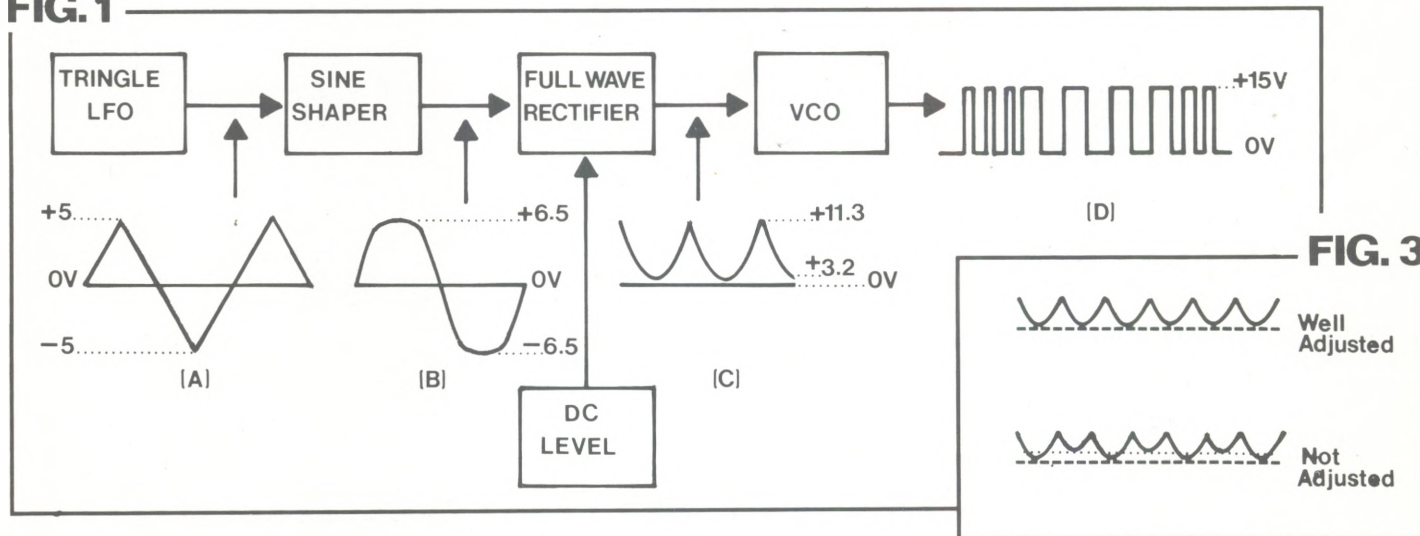 FIG. 1
TRINGLE
LFO
SINE
SHAPER
FULL WAVE
RECTIFIER
VCO
+15V
0V
(D)
+5
0V
−5
(A)
+6.5
0V
−6.5
(B)
+11.3
+3.2
0V
(C)
DC
LEVEL
FIG. 3
Well
Adjusted
Not
Adjusted